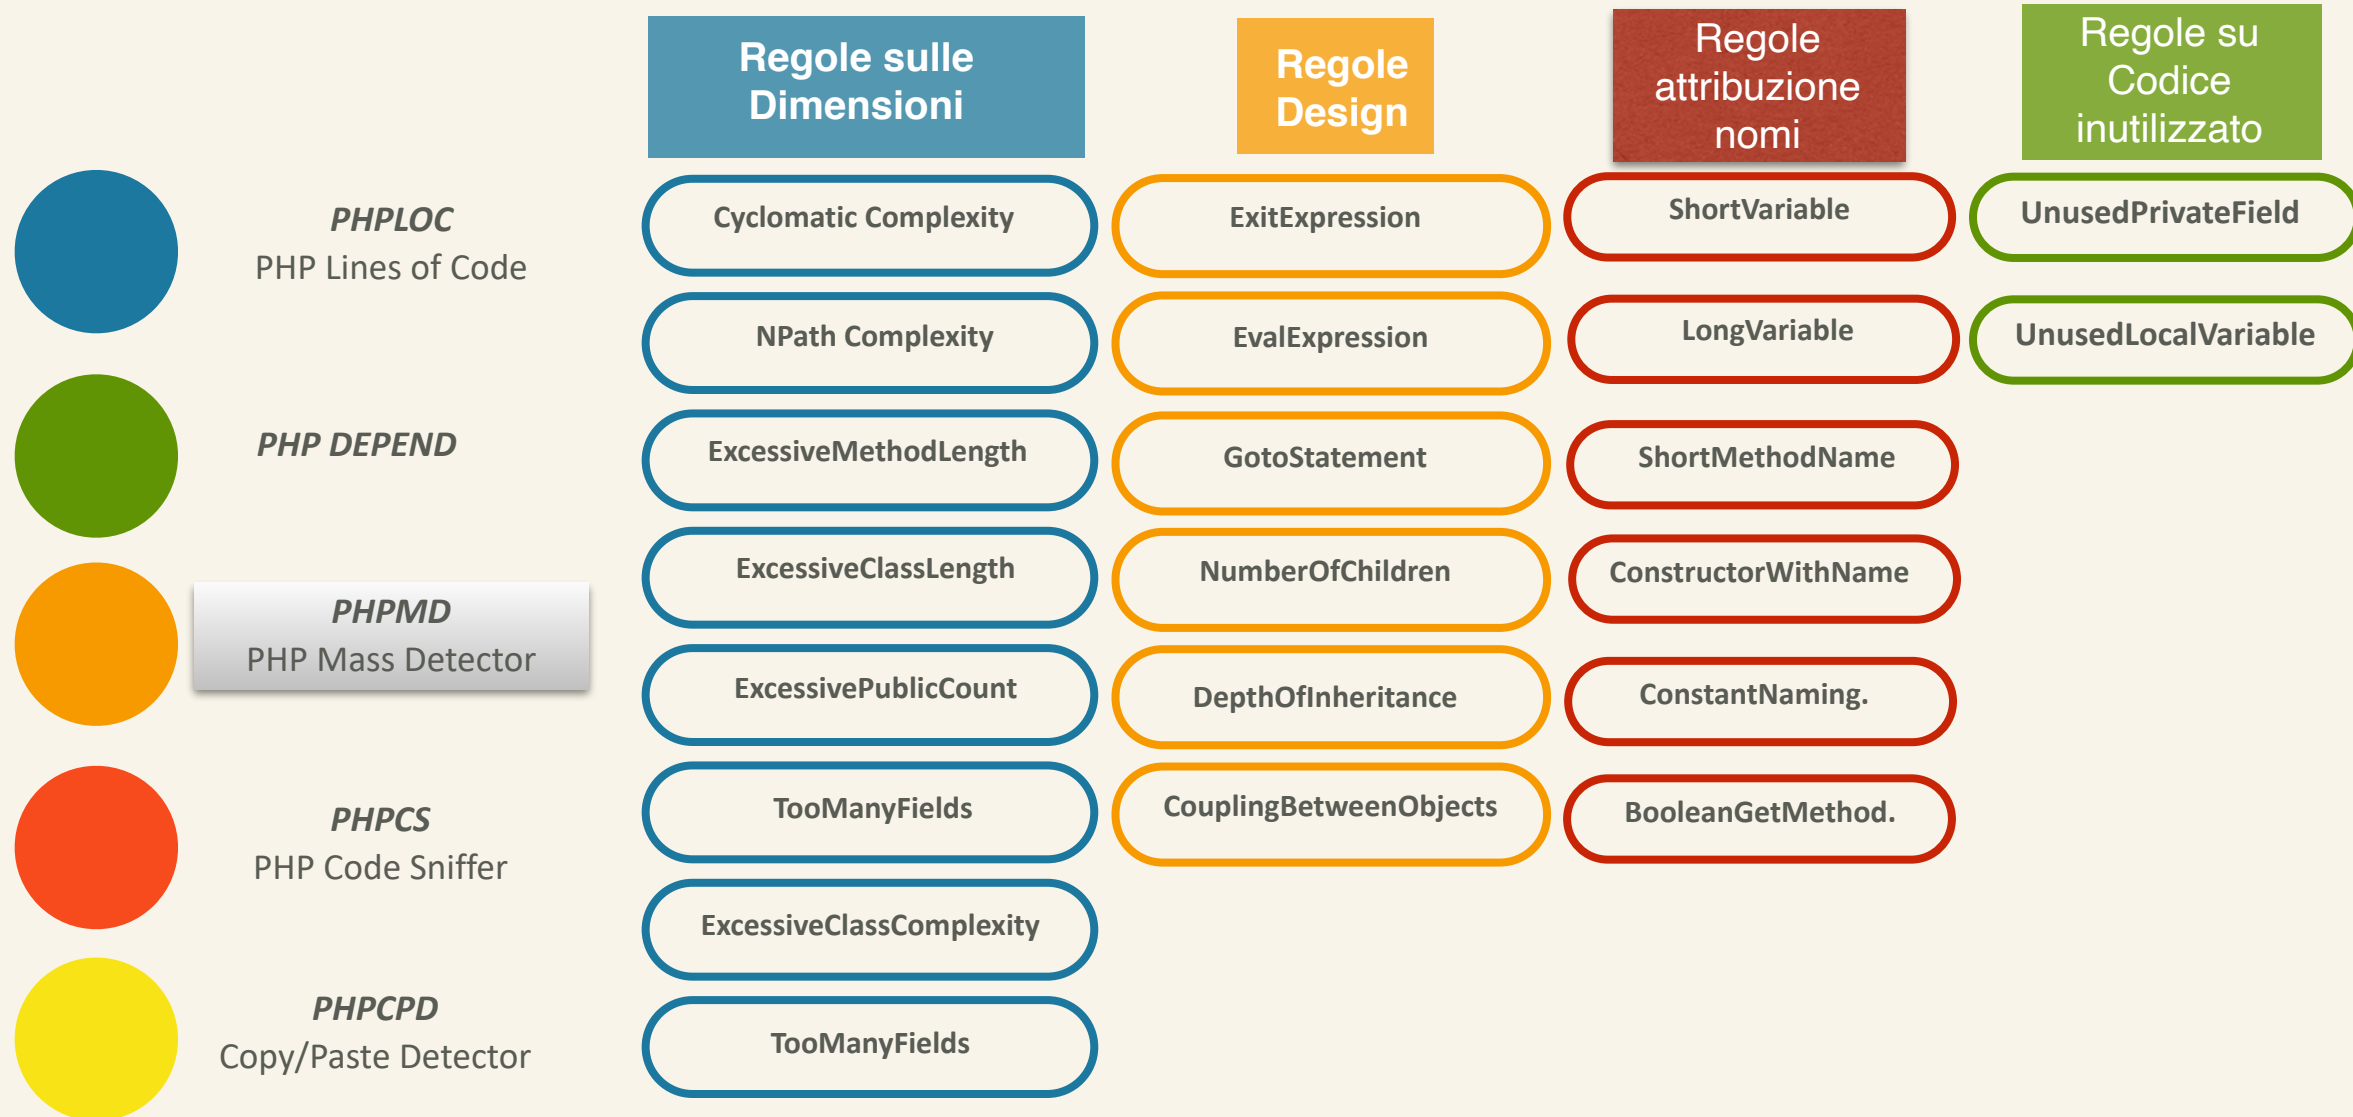 Regole sulle
Dimensioni
Regole
Design
Regole
attribuzione
nomi
Regole su
Codice
inutilizzato
PHPLOC
PHP Lines of Code
PHP DEPEND
PHPMD
PHP Mass Detector
PHPCS
PHP Code Sniffer
PHPCPD
Copy/Paste Detector
Cyclomatic Complexity
NPath Complexity
ExcessiveMethodLength
ExcessiveClassLength
ExcessivePublicCount
TooManyFields
ExcessiveClassComplexity
TooManyFields
ExitExpression
EvalExpression
GotoStatement
NumberOfChildren
DepthOfInheritance
CouplingBetweenObjects
ShortVariable
LongVariable
ShortMethodName
ConstructorWithName
ConstantNaming.
BooleanGetMethod.
UnusedPrivateField
UnusedLocalVariable